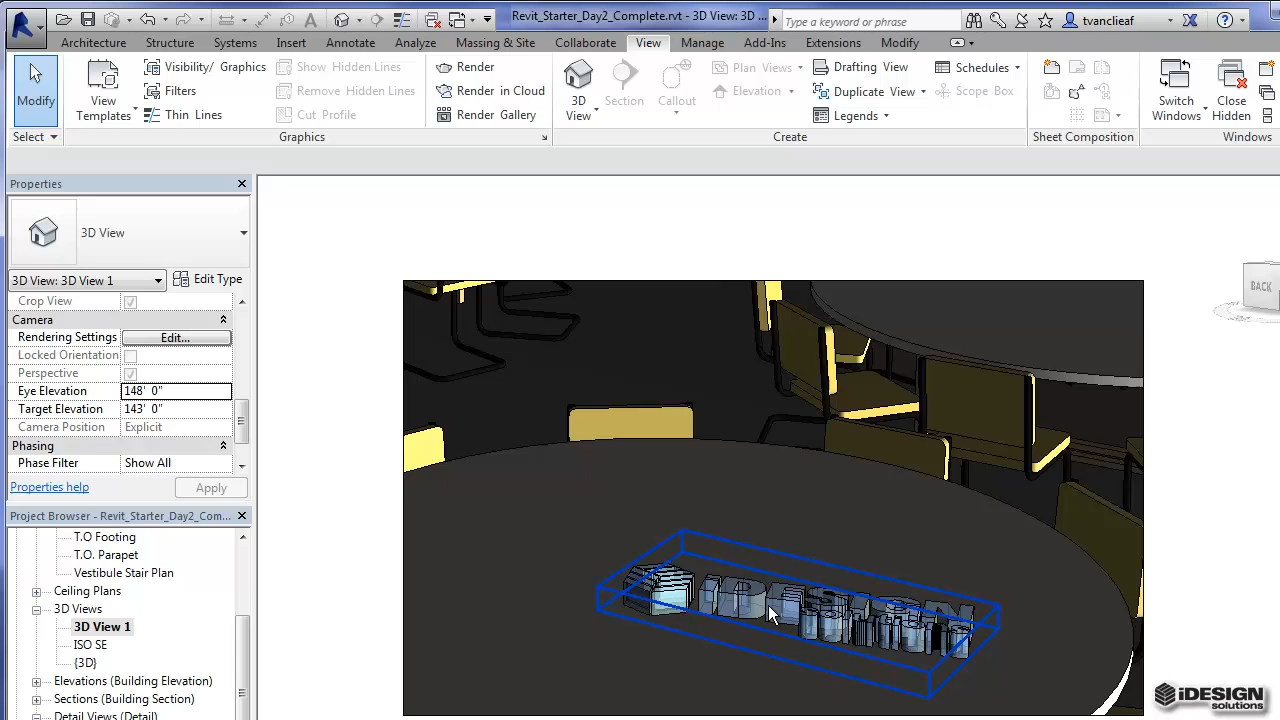 Revit_Starter_Day2_Complete.rvt - 3D View: 3D ...
Type a keyword or phrase
tvanclieaf
Architecture Structure Systems Insert Annotate Analyze Massing & Site Collaborate View Manage Add-Ins Extensions Modify
Modify
Select
View
Templates
Visibility/ Graphics
Filters
Thin Lines
Show Hidden Lines
Remove Hidden Lines
Cut Profile
Graphics
Render
Render in Cloud
Render Gallery
3D
View
Section
Callout
Plan Views
Elevation
Drafting View
Duplicate View
Legends
Schedules
Scope Box
Create
Sheet Composition
Switch
Windows
Close
Hidden
Windows
Properties
3D View
3D View: 3D View 1
Edit Type
Crop View
Camera
Rendering Settings Edit...
Locked Orientation
Perspective
Eye Elevation 148' 0"
Target Elevation 143' 0"
Camera Position Explicit
Phasing
Phase Filter Show All
Properties help
Apply
Project Browser - Revit_Starter_Day2_Com...
T.O Footing
T.O. Parapet
Vestibule Stair Plan
Ceiling Plans
3D Views
3D View 1
ISO SE
{3D}
Elevations (Building Elevation)
Sections (Building Section)
Detail Views (Detail)
BACK
iDESIGN
solutions